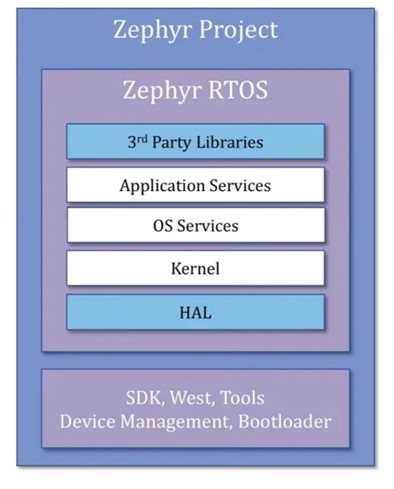 Zephyr Project
Zephyr RTOS
3rd Party Libraries
Application Services
OS Services
Kernel
HAL
SDK, West, Tools
Device Management, Bootloader